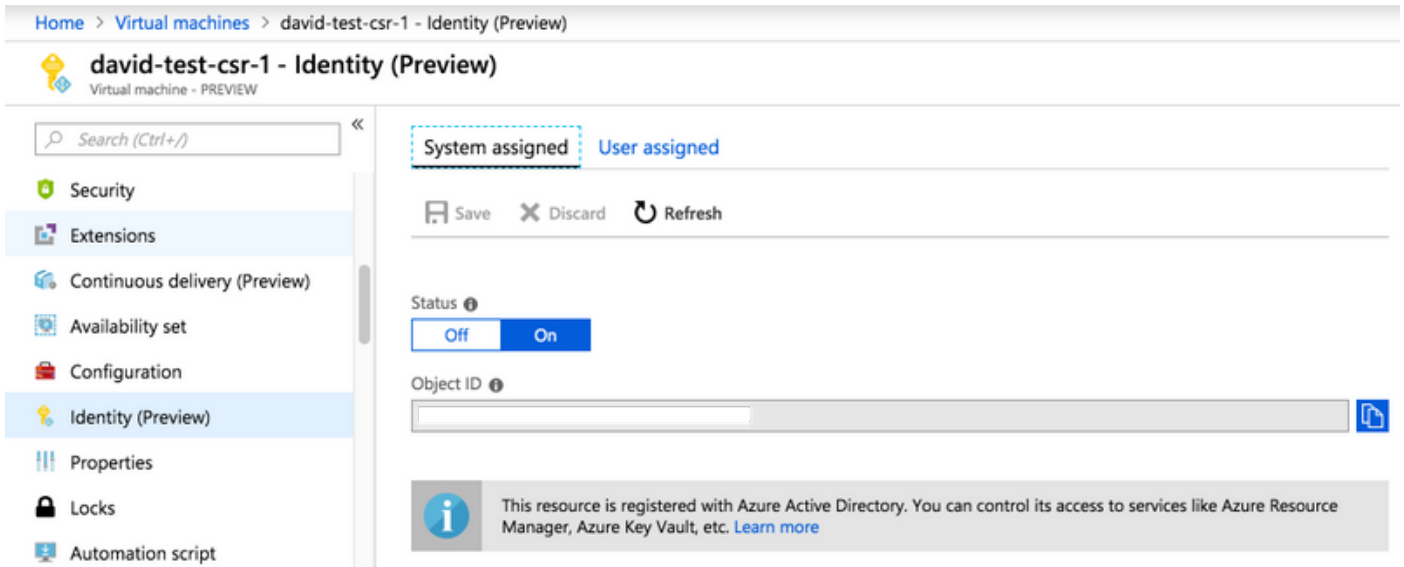 Home > Virtual machines > david-test-csr-1 - Identity (Preview)
david-test-csr-1 - Identity (Preview)
Virtual machine - PREVIEW
Search (Ctrl+/)
«
Security
Extensions
Continuous delivery (Preview)
Availability set
Configuration
Identity (Preview)
Properties
Locks
Automation script
System assigned User assigned
Save Discard Refresh
Status
Off On
Object ID
This resource is registered with Azure Active Directory. You can control its access to services like Azure Resource
Manager, Azure Key Vault, etc. Learn more